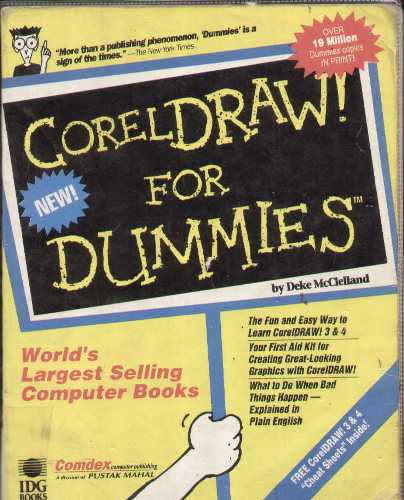 "More than a publishing phenomenon, 'Dummies' is a
sign of the times." —The New York Times
OVER
19 Million
Dummies copies
IN PRINT!
CORELDRAW!
FOR
DUMMIES™
NEW!
by Deke McClelland
The Fun and Easy Way to
Learn CorelDRAW! 3 & 4
Your First Aid Kit for
Creating Great-Looking
Graphics with CorelDRAW!
What to Do When Bad
Things Happen —
Explained in
Plain English
World's
Largest Selling
Computer Books
FREE CorelDRAW! 3 & 4
"Cheat Sheets" Inside!
IDG
BOOKS
Comdex computer publishing
A Division of PUSTAK MAHAL